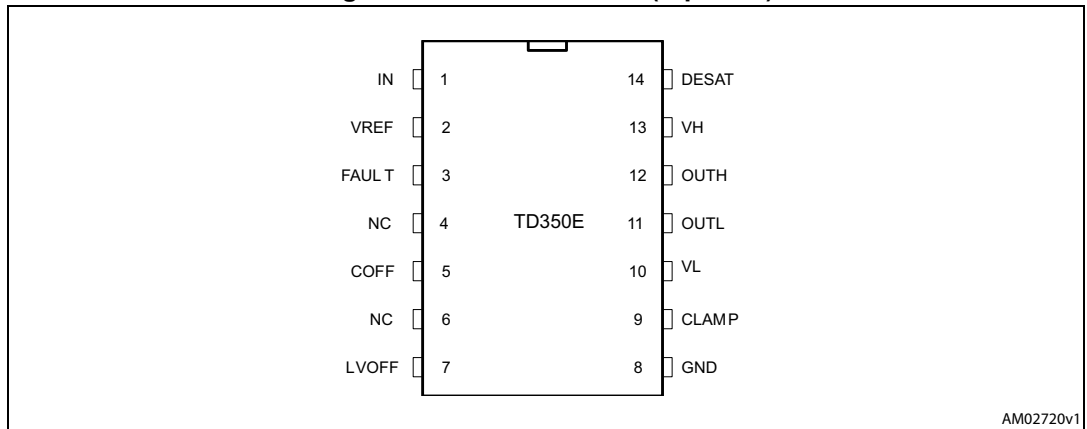 IN 1 14 DESAT
VREF 2 13 VH
FAULT 3 12 OUTH
NC 4 TD350E 11 OUTL
COFF 5 10 VL
NC 6 9 CLAMP
LVOFF 7 8 GND
AM02720v1